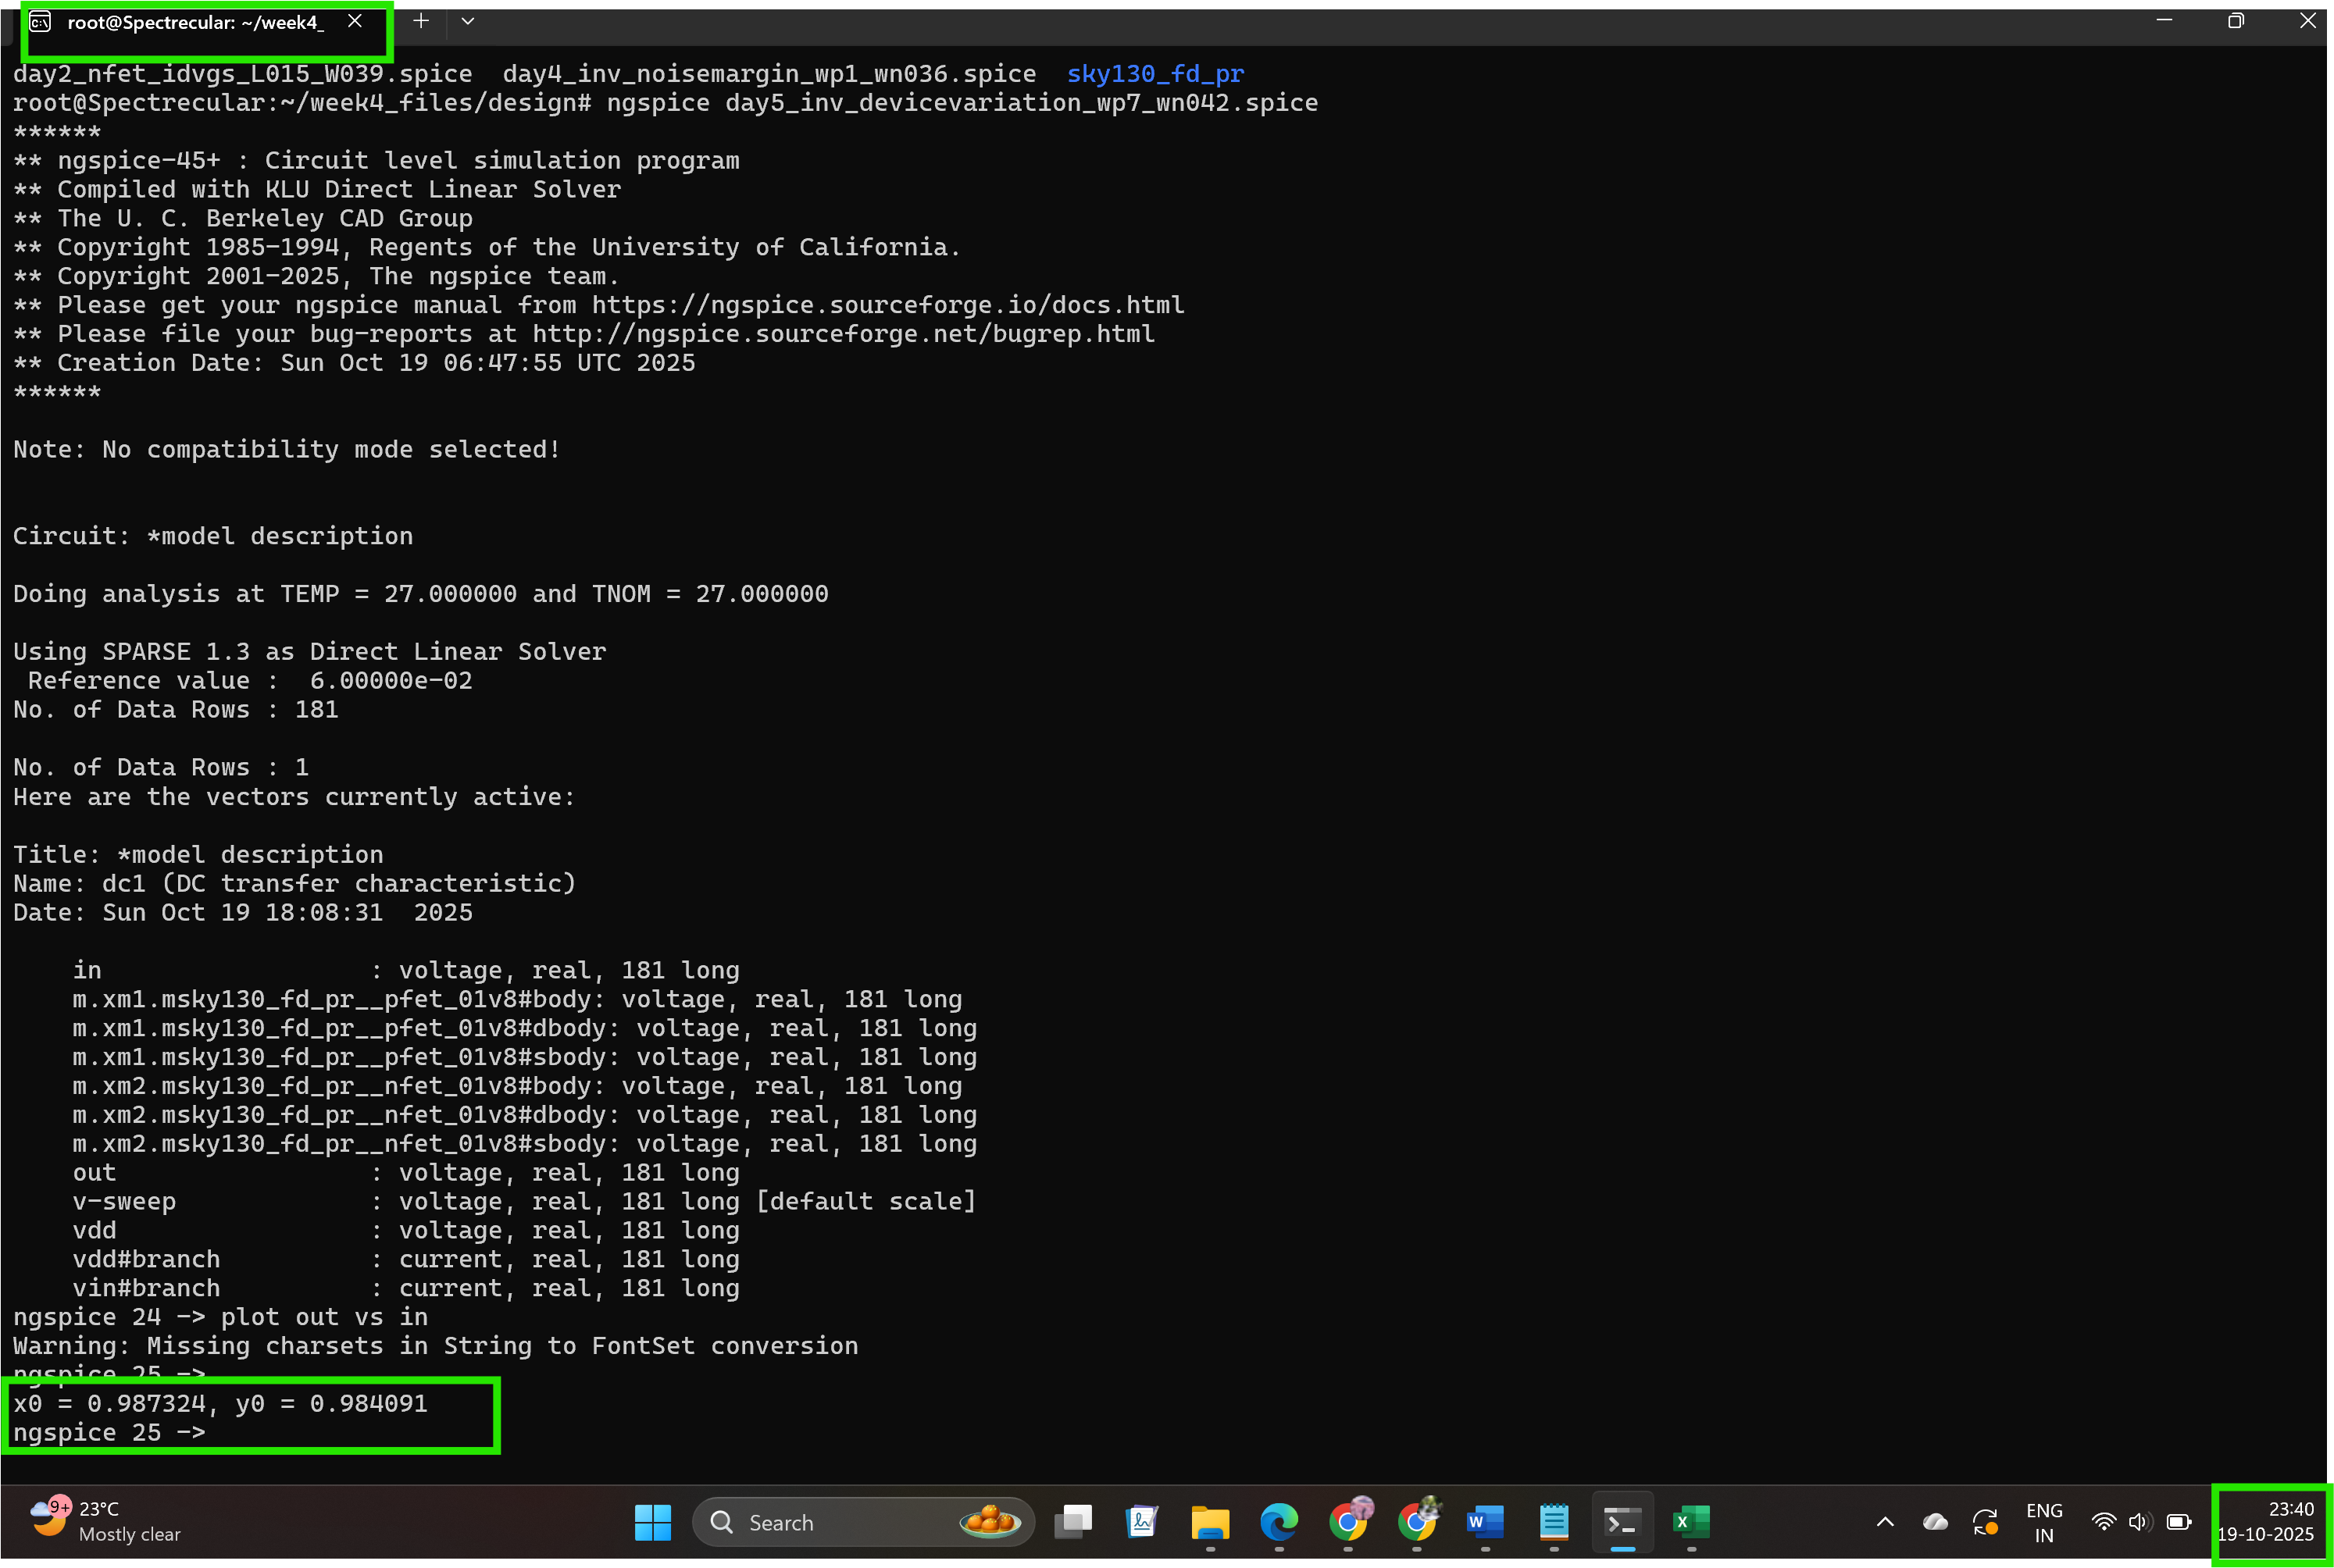 root@Spectrecular: ~/week4_
day2_nfet_idvgs_L015_W039.spice  day4_inv_noisemargin_wp1_wn036.spice  sky130_fd_pr
root@Spectrecular:~/week4_files/design# ngspice day5_inv_devicevariation_wp7_wn042.spice
******
** ngspice-45+ : Circuit level simulation program
** Compiled with KLU Direct Linear Solver
** The U. C. Berkeley CAD Group
** Copyright 1985-1994, Regents of the University of California.
** Copyright 2001-2025, The ngspice team.
** Please get your ngspice manual from https://ngspice.sourceforge.io/docs.html
** Please file your bug-reports at http://ngspice.sourceforge.net/bugrep.html
** Creation Date: Sun Oct 19 06:47:55 UTC 2025
******
Note: No compatibility mode selected!
Circuit: *model description
Doing analysis at TEMP = 27.000000 and TNOM = 27.000000
Using SPARSE 1.3 as Direct Linear Solver
 Reference value :  6.00000e-02
No. of Data Rows : 181
No. of Data Rows : 1
Here are the vectors currently active:
Title: *model description
Name: dc1 (DC transfer characteristic)
Date: Sun Oct 19 18:08:31  2025
    in                  : voltage, real, 181 long
    m.xm1.msky130_fd_pr__pfet_01v8#body: voltage, real, 181 long
    m.xm1.msky130_fd_pr__pfet_01v8#dbody: voltage, real, 181 long
    m.xm1.msky130_fd_pr__pfet_01v8#sbody: voltage, real, 181 long
    m.xm2.msky130_fd_pr__nfet_01v8#body: voltage, real, 181 long
    m.xm2.msky130_fd_pr__nfet_01v8#dbody: voltage, real, 181 long
    m.xm2.msky130_fd_pr__nfet_01v8#sbody: voltage, real, 181 long
    out                 : voltage, real, 181 long
    v-sweep             : voltage, real, 181 long [default scale]
    vdd                 : voltage, real, 181 long
    vdd#branch          : current, real, 181 long
    vin#branch          : current, real, 181 long
ngspice 24 -> plot out vs in
Warning: Missing charsets in String to FontSet conversion
ngspice 25 ->
x0 = 0.987324, y0 = 0.984091
ngspice 25 ->
9+
23°C
Mostly clear
Search
ENG
IN
23:40
19-10-2025